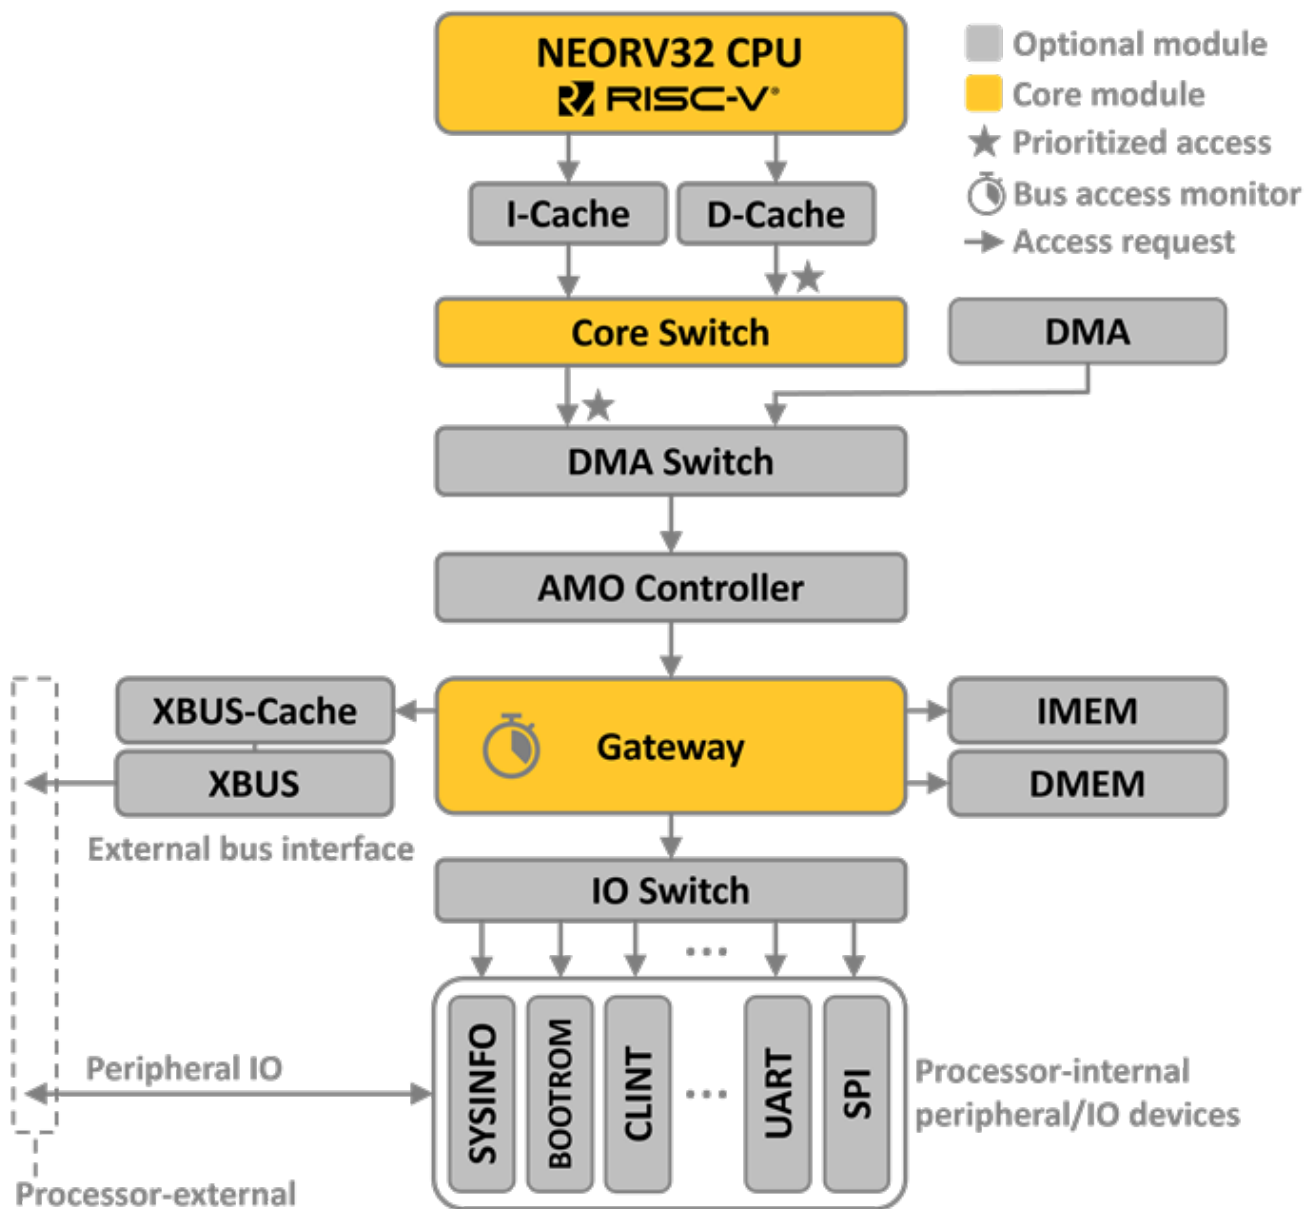 NEORV32 CPU
RISC-V®
Optional module
Core module
Prioritized access
Bus access monitor
Access request
I-Cache
D-Cache
Core Switch
DMA
DMA Switch
AMO Controller
XBUS-Cache
Gateway
IMEM
XBUS
DMEM
External bus interface
IO Switch
...
SYSINFO
BOOTROM
CLINT
...
UART
SPI
Peripheral IO
Processor-internal
peripheral/IO devices
Processor-external